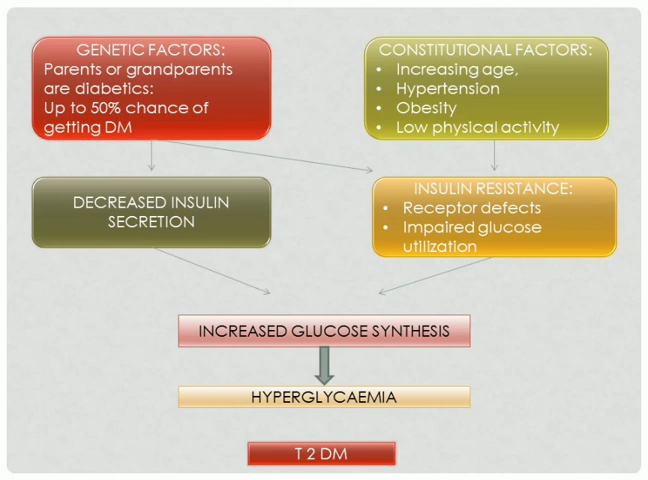 GENETIC FACTORS:
Parents or grandparents
are diabetics:
Up to 50% chance of
getting DM
CONSTITUTIONAL FACTORS:
• Increasing age,
• Hypertension
• Obesity
• Low physical activity
DECREASED INSULIN
SECRETION
INSULIN RESISTANCE:
• Receptor defects
• Impaired glucose
utilization
INCREASED GLUCOSE SYNTHESIS
HYPERGLYCAEMIA
T 2 DM